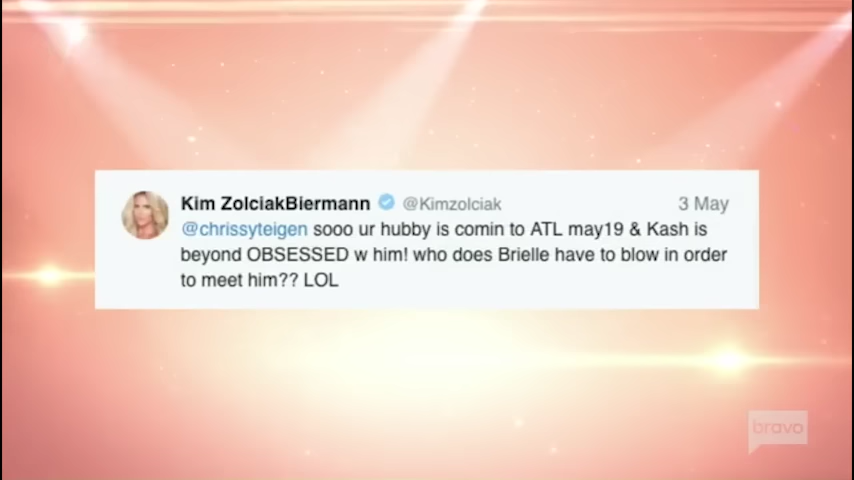 Kim ZolciakBiermann @Kimzolciak 3 May
@chrissyteigen sooo ur hubby is comin to ATL may19 & Kash is
beyond OBSESSED w him! who does Brielle have to blow in order
to meet him?? LOL
bravo